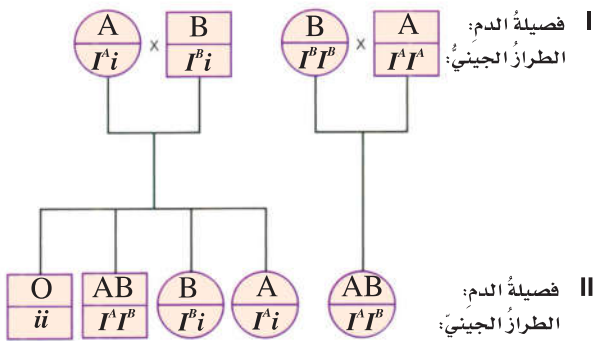 I فصيلةُ الدمِ: A B × A B ×
الطرازُ الجينيُّ: IᴬIᴬ IᴮIᴮ Iᴮi Iᴬi
II فصيلةُ الدمِ: AB A B AB O
الطرازُ الجينيّ: IᴬIᴮ Iᴬi Iᴮi IᴬIᴮ ii